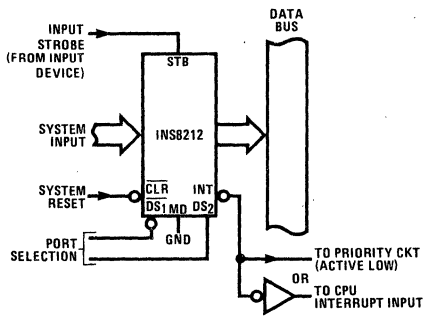 INPUT
STROBE
(FROM INPUT
DEVICE)
DATA
BUS
STB
INS8212
SYSTEM
INPUT
SYSTEM
RESET
CLR INT
DS1 MD DS2
GND
PORT
SELECTION
TO PRIORITY CKT
(ACTIVE LOW)
OR
TO CPU
INTERRUPT INPUT